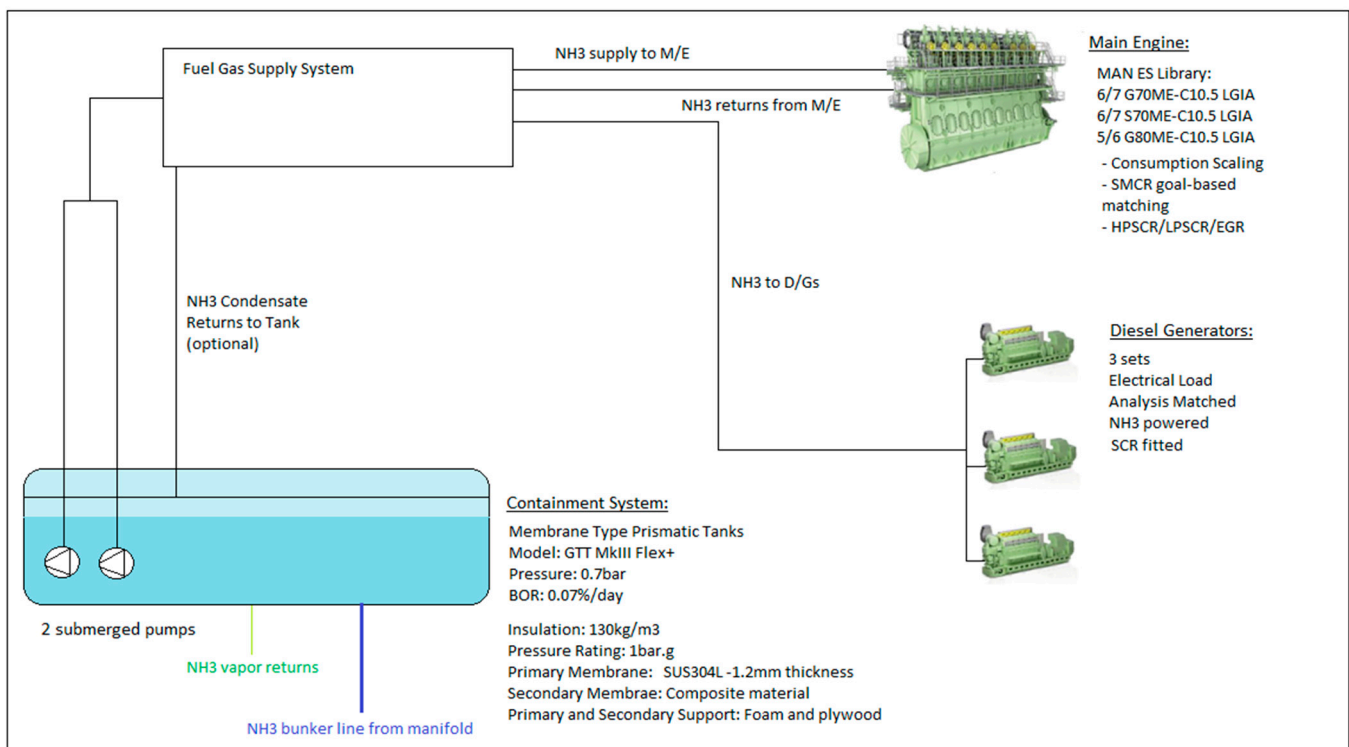 Fuel Gas Supply System
NH3 supply to M/E
NH3 returns from M/E
Main Engine:
MAN ES Library:
6/7 G70ME-C10.5 LGIA
6/7 S70ME-C10.5 LGIA
5/6 G80ME-C10.5 LGIA
- Consumption Scaling
- SMCR goal-based
matching
- HPSCR/LPSCR/EGR
NH3 to D/Gs
NH3 Condensate
Returns to Tank
(optional)
Diesel Generators:
3 sets
Electrical Load
Analysis Matched
NH3 powered
SCR fitted
Containment System:
Membrane Type Prismatic Tanks
Model: GTT MkIII Flex+
Pressure: 0.7bar
BOR: 0.07%/day
Insulation: 130kg/m3
Pressure Rating: 1bar.g
Primary Membrane: SUS304L -1.2mm thickness
Secondary Membrae: Composite material
Primary and Secondary Support: Foam and plywood
2 submerged pumps
NH3 vapor returns
NH3 bunker line from manifold